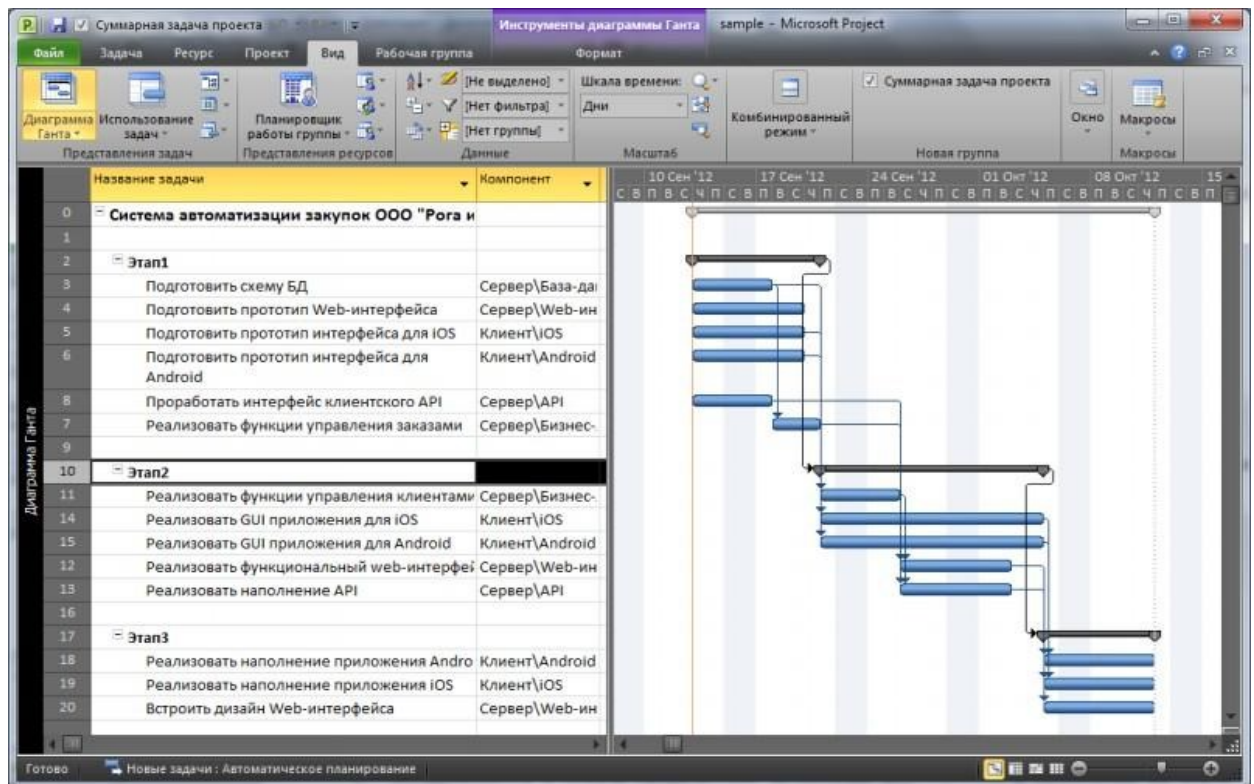 Суммарная задача проекта
Инструменты диаграммы Ганта
sample - Microsoft Project
Файл Задача Ресурс Проект Вид Рабочая группа Формат
Диаграмма Ганта
Использование задач
Планировщик работы группы
[Не выделено]
[Нет фильтра]
[Нет группы]
Шкала времени:
Дни
Комбинированный режим
Суммарная задача проекта
Окно
Макросы
Представления задач Представления ресурсов Данные Масштаб Новая группа Макросы
Название задачи Компонент
10 Сен '12 17 Сен '12 24 Сен '12 01 Окт '12 08 Окт '12 15
С В П В С Ч П С В П В С Ч П С В П В С Ч П С В П В С Ч П С В П В С Ч П С В П
0 Система автоматизации закупок ООО "Рога и
1
2 Этап1
3 Подготовить схему БД Сервер\База-да
4 Подготовить прототип Web-интерфейса Сервер\Web-ин
5 Подготовить прототип интерфейса для iOS Клиент\iOS
6 Подготовить прототип интерфейса для Клиент\Android
Android
8 Проработать интерфейс клиентского API Сервер\API
7 Реализовать функции управления заказами Сервер\Бизнес-
9
10 Этап2
11 Реализовать функции управления клиентами Сервер\Бизнес-
14 Реализовать GUI приложения для iOS Клиент\iOS
15 Реализовать GUI приложения для Android Клиент\Android
12 Реализовать функциональный web-интерфей Сервер\Web-ин
13 Реализовать наполнение API Сервер\API
16
17 Этап3
18 Реализовать наполнение приложения Andro Клиент\Android
19 Реализовать наполнение приложения iOS Клиент\iOS
20 Встроить дизайн Web-интерфейса Сервер\Web-ин
Диаграмма Ганта
Готово Новые задачи : Автоматическое планирование